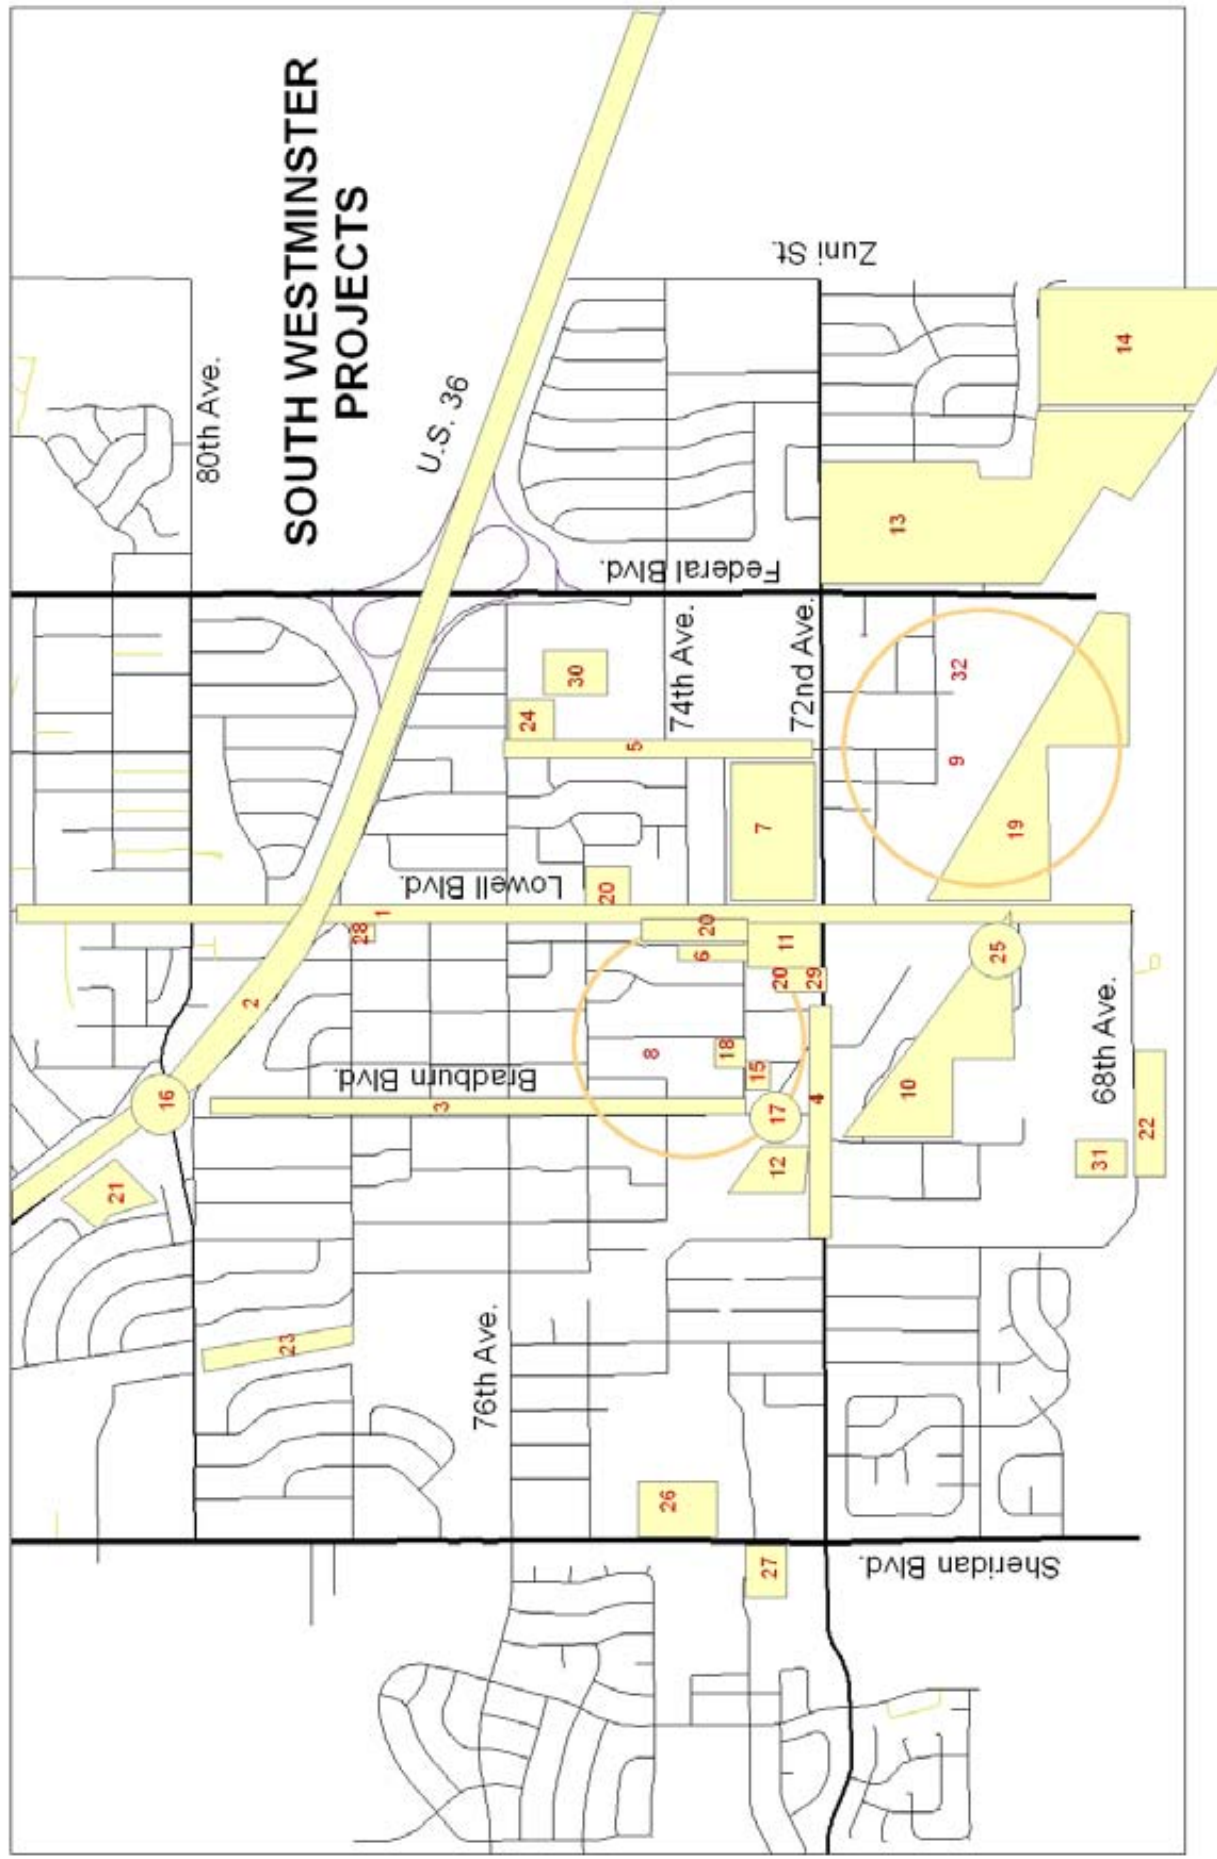 SOUTH WESTMINSTER
PROJECTS
80th Ave.
U.S. 36
Zuni St.
Federal Blvd.
74th Ave.
72nd Ave.
Lowell Blvd.
Bradburn Blvd.
68th Ave.
76th Ave.
Sheridan Blvd.
14
13
32
30
24
5
9
7
19
20
1
28
20
6
11
25
20
29
2
8
18
15
16
3
17
4
10
12
31
22
21
23
26
27